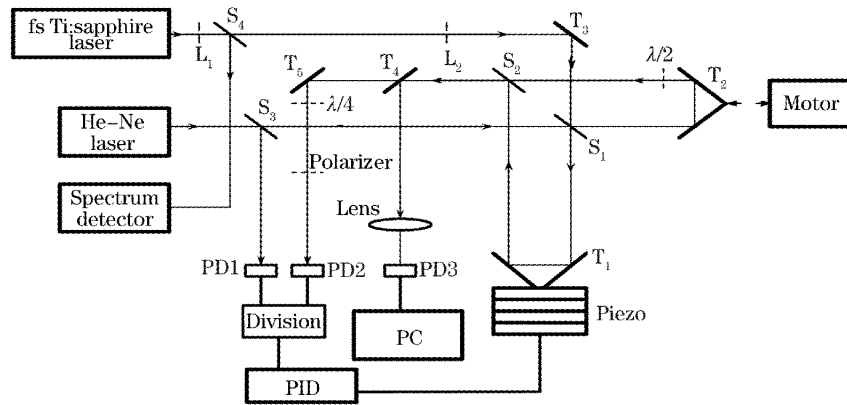 fs Ti:sapphire
laser
L₁
S₄
L₂
T₃
T₅
T₄
S₂
λ/2
T₂
Motor
He–Ne
laser
S₃
λ/4
S₁
Polarizer
Spectrum
detector
Lens
PD1
PD2
PD3
T₁
Division
PC
Piezo
PID